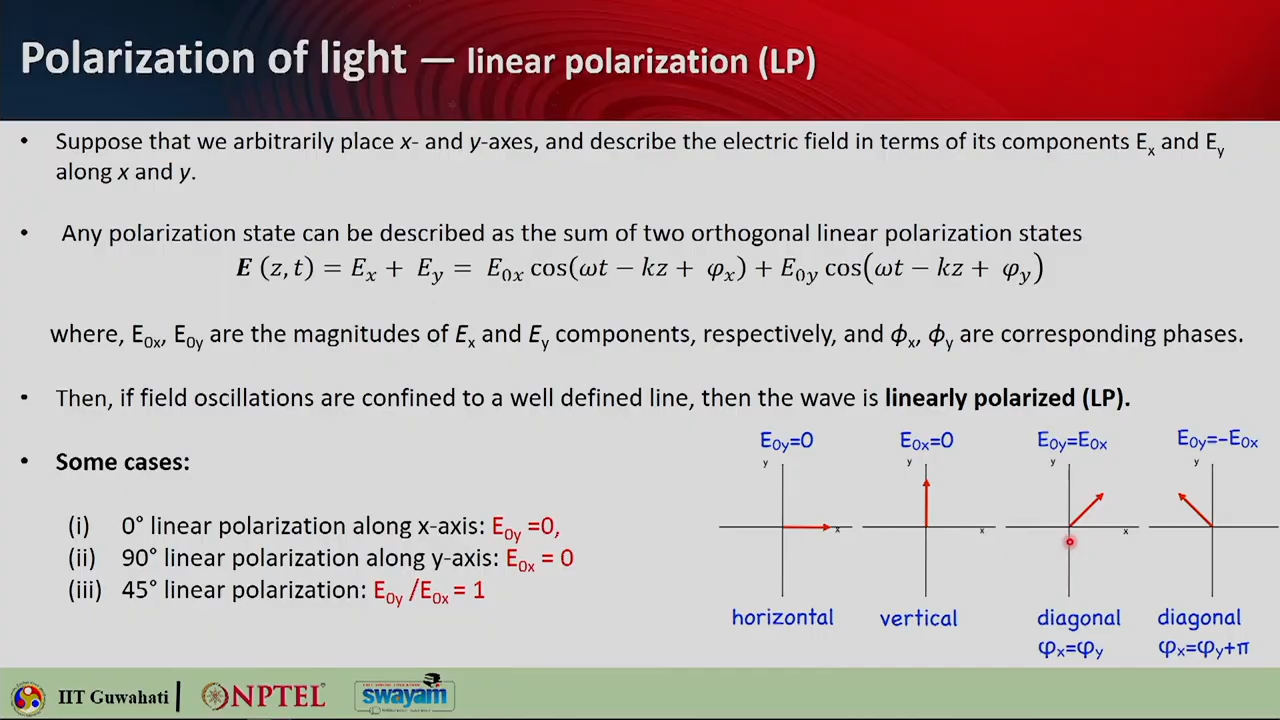 Polarization of light — linear polarization (LP)
• Suppose that we arbitrarily place x- and y-axes, and describe the electric field in terms of its components Ex and Ey
along x and y.
• Any polarization state can be described as the sum of two orthogonal linear polarization states
E (z, t) = Ex + Ey = E0x cos(ωt − kz + φx) + E0y cos(ωt − kz + φy)
where, E0x, E0y are the magnitudes of Ex and Ey components, respectively, and ϕx, ϕy are corresponding phases.
• Then, if field oscillations are confined to a well defined line, then the wave is linearly polarized (LP).
• Some cases:
(i) 0° linear polarization along x-axis: E0y =0,
(ii) 90° linear polarization along y-axis: E0x = 0
(iii) 45° linear polarization: E0y /E0x = 1
E0y=0 E0x=0 E0y=E0x E0y=-E0x
y y y y
x x x
horizontal vertical diagonal diagonal
φx=φy φx=φy+π
IIT Guwahati NPTEL swayam